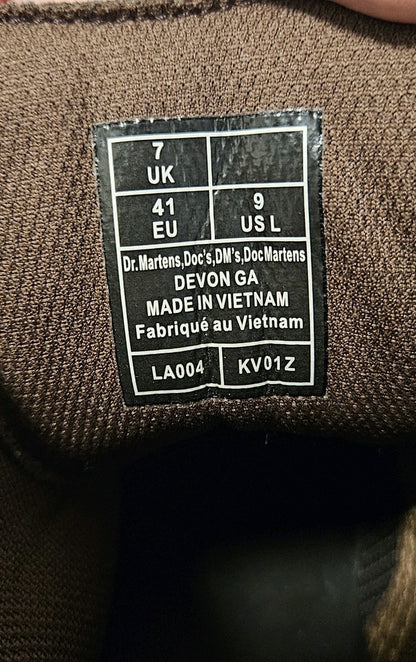 7
UK
41
EU
9
US L
Dr.Martens,Doc's,DM's,DocMartens
DEVON GA
MADE IN VIETNAM
Fabriqué au Vietnam
LA004
KV01Z